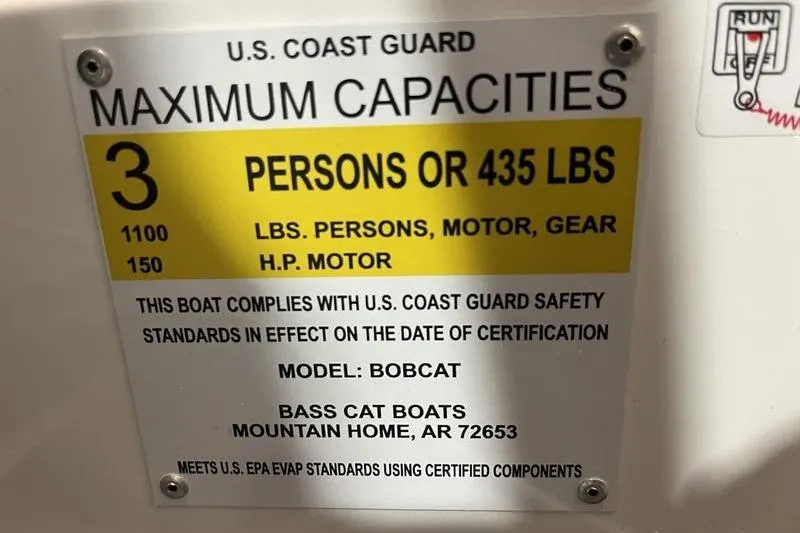 U.S. COAST GUARD
MAXIMUM CAPACITIES
3 PERSONS OR 435 LBS
1100 LBS. PERSONS, MOTOR, GEAR
150 H.P. MOTOR
THIS BOAT COMPLIES WITH U.S. COAST GUARD SAFETY
STANDARDS IN EFFECT ON THE DATE OF CERTIFICATION
MODEL: BOBCAT
BASS CAT BOATS
MOUNTAIN HOME, AR 72653
MEETS U.S. EPA EVAP STANDARDS USING CERTIFIED COMPONENTS
RUN
OFF